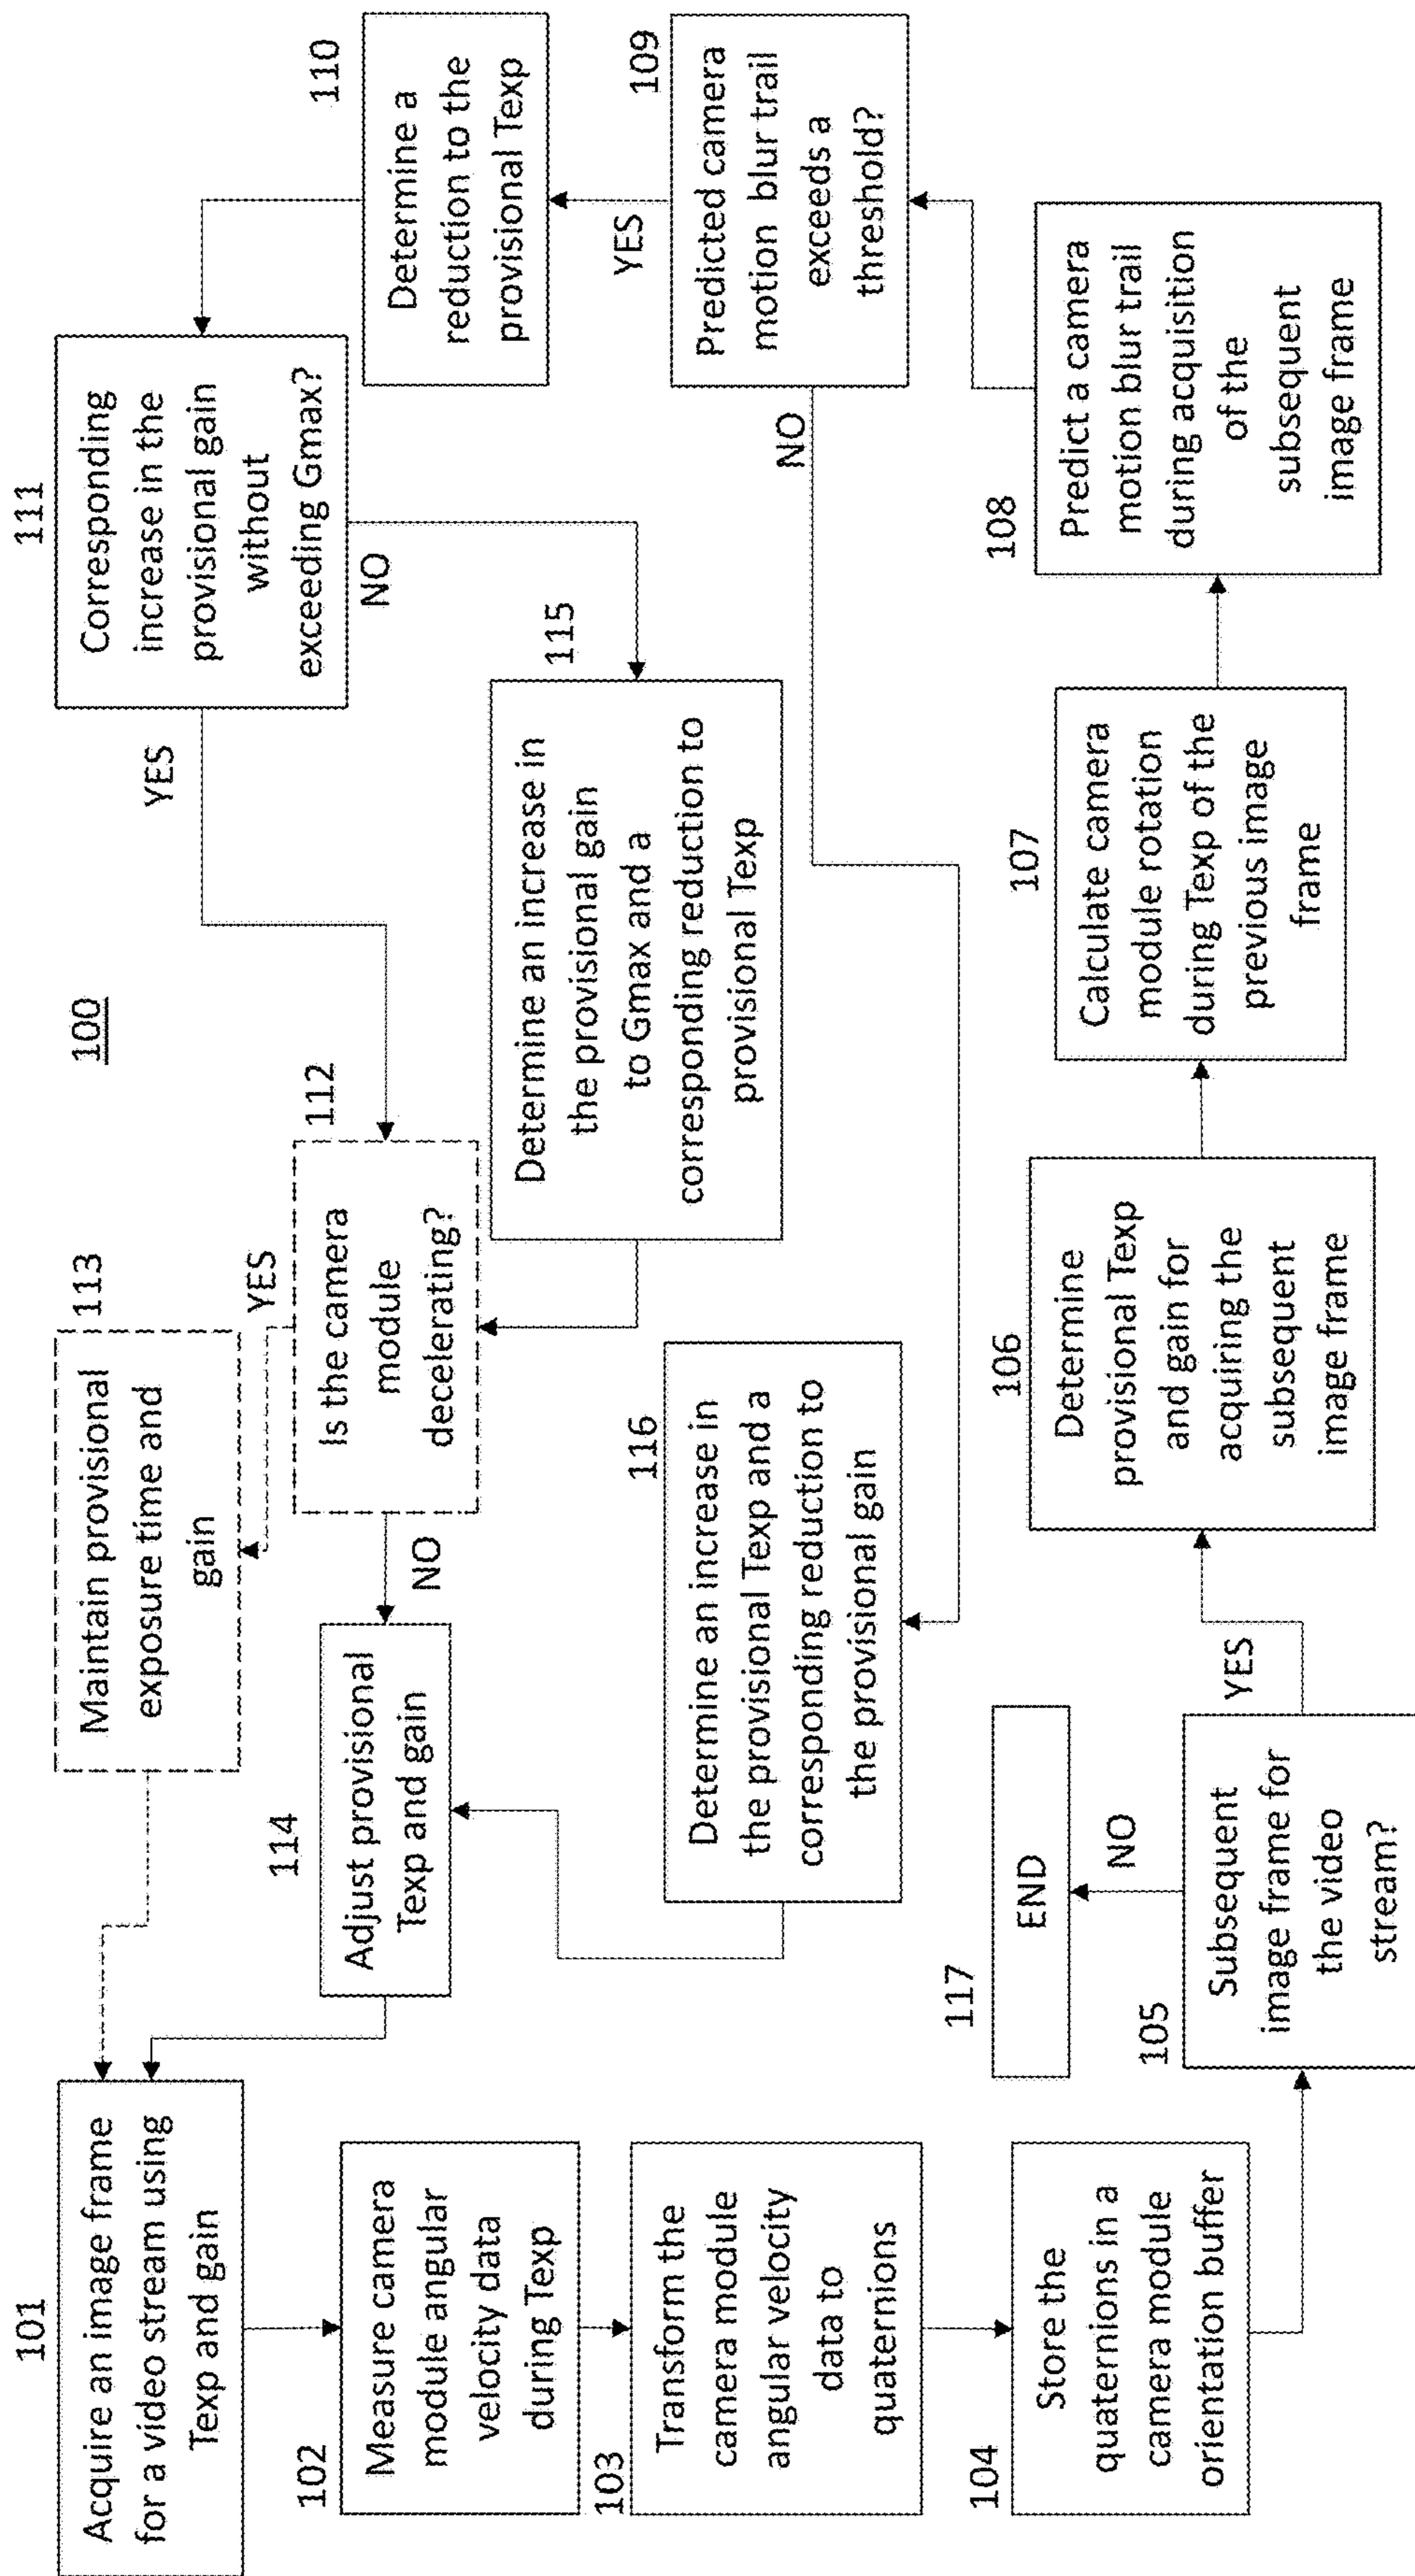 100
101
Acquire an image frame
for a video stream using
Texp and gain
102
Measure camera
module angular
velocity data
during Texp
103
Transform the
camera module
angular velocity
data to
quaternions
104
Store the
quaternions in a
camera module
orientation buffer
105
Subsequent
image frame for
the video
stream?
NO
117
END
YES
106
Determine
provisional Texp
and gain for
acquiring the
subsequent
image frame
107
Calculate camera
module rotation
during Texp of the
previous image
frame
108
Predict a camera
motion blur trail
during acquisition
of the
subsequent
image frame
109
Predicted camera
motion blur trail
exceeds a
threshold?
YES
NO
110
Determine a
reduction to the
provisional Texp
111
Corresponding
increase in the
provisional gain
without
exceeding Gmax?
YES
NO
112
Is the camera
module
decelerating?
YES
NO
113
Maintain provisional
exposure time and
gain
114
Adjust provisional
Texp and gain
115
Determine an increase in
the provisional gain
to Gmax and a
corresponding reduction to
provisional Texp
116
Determine an increase in
the provisional Texp and a
corresponding reduction to
the provisional gain